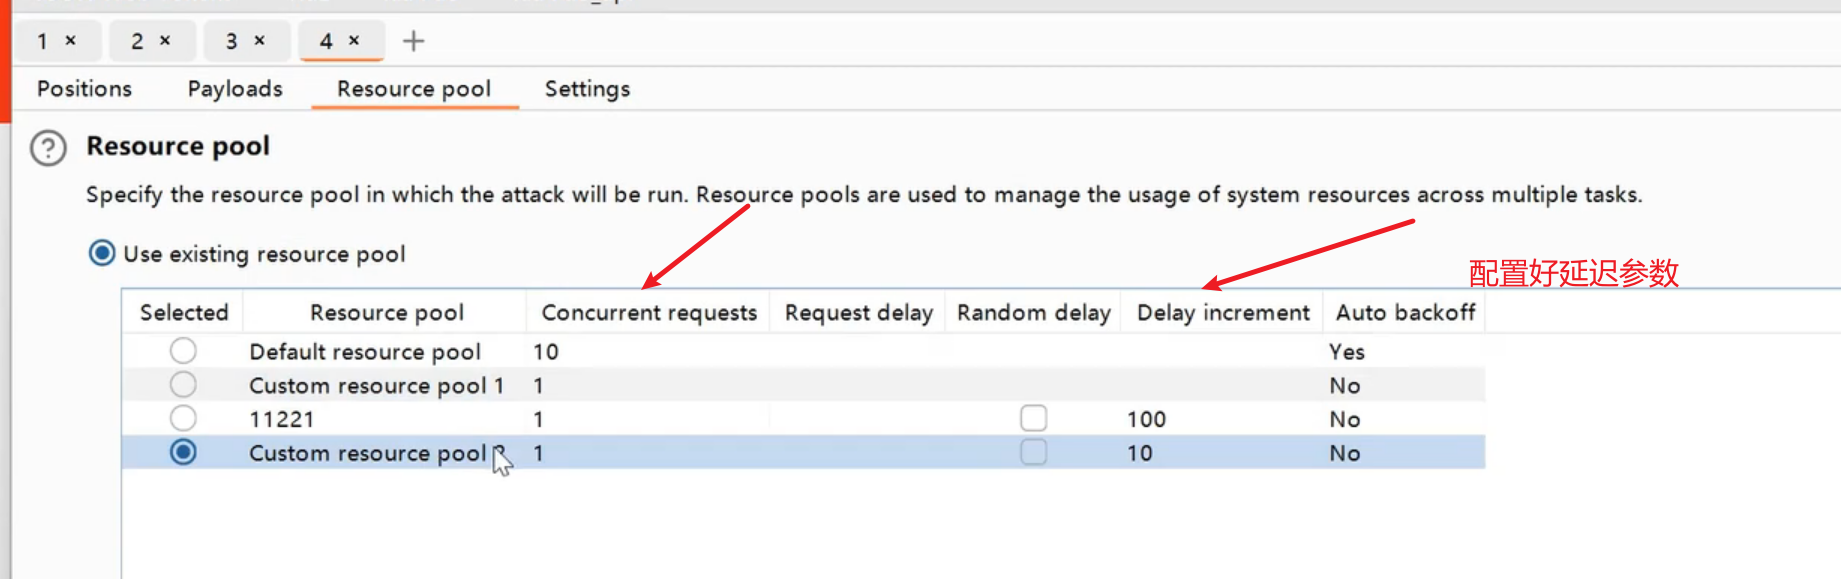 1 × 2 × 3 × 4 × +
Positions Payloads Resource pool Settings
? Resource pool
Specify the resource pool in which the attack will be run. Resource pools are used to manage the usage of system resources across multiple tasks.
Use existing resource pool
配置好延迟参数
Selected Resource pool Concurrent requests Request delay Random delay Delay increment Auto backoff
Default resource pool 10 Yes
Custom resource pool 1 1 No
11221 1 100 No
Custom resource pool 1 10 No